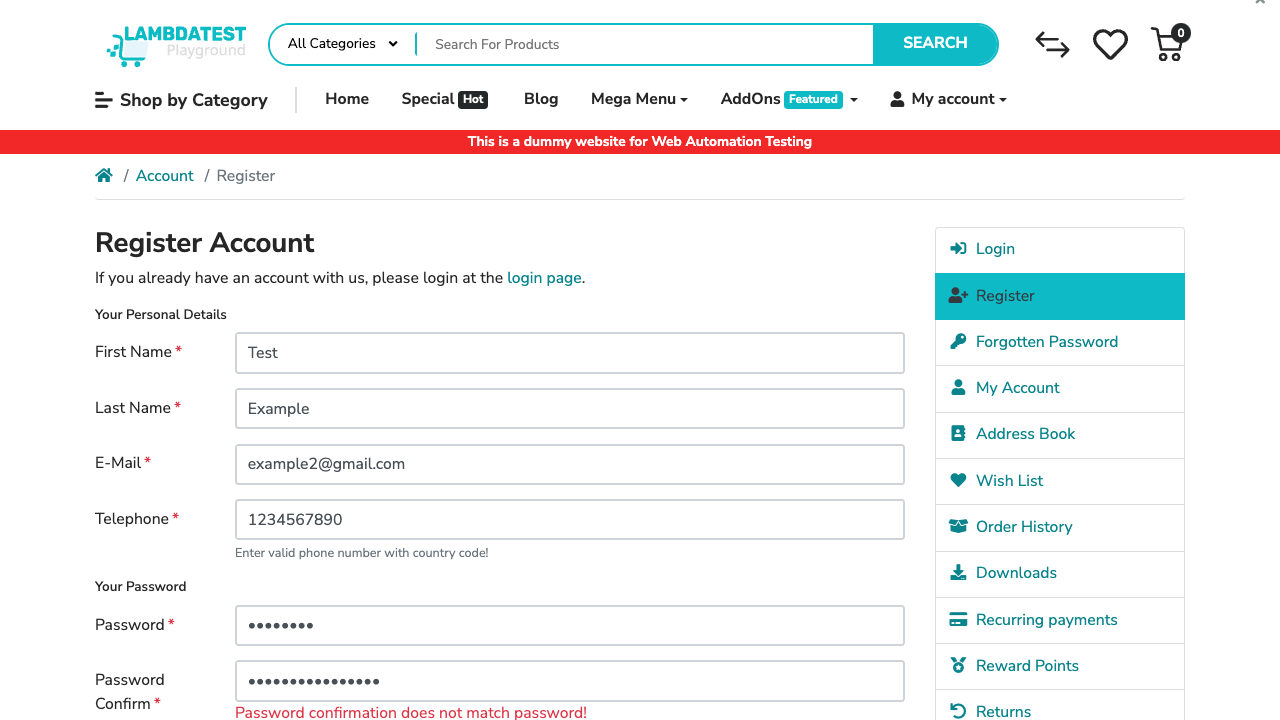 LAMBDATEST
Playground
All Categories
Search For Products
SEARCH
0
Shop by Category
Home
Special Hot
Blog
Mega Menu
AddOns Featured
My account
This is a dummy website for Web Automation Testing
/ Account / Register
Register Account
If you already have an account with us, please login at the login page.
Your Personal Details
First Name *
Test
Last Name *
Example
E-Mail *
example2@gmail.com
Telephone *
1234567890
Enter valid phone number with country code!
Your Password
Password *
••••••••
Password
Confirm *
••••••••••••••••
Password confirmation does not match password!
Login
Register
Forgotten Password
My Account
Address Book
Wish List
Order History
Downloads
Recurring payments
Reward Points
Returns